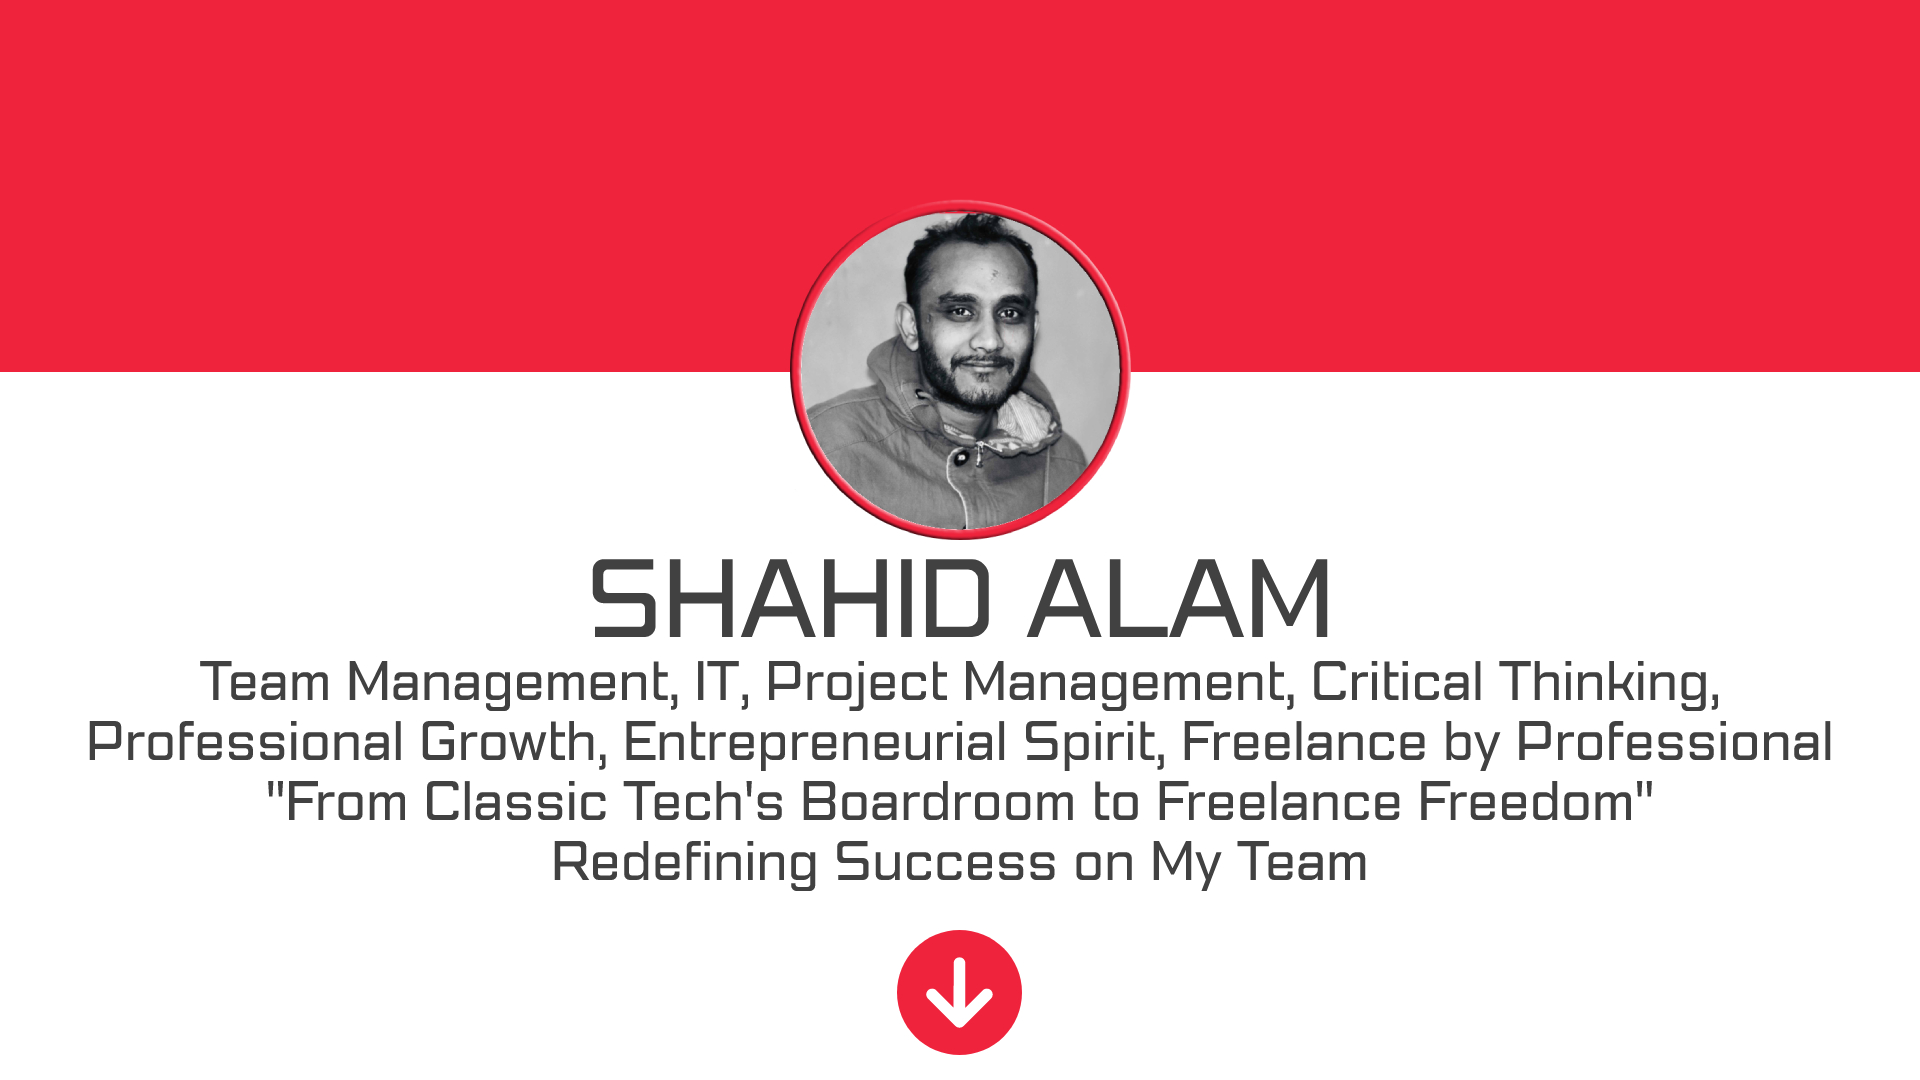 SHAHID ALAM
Team Management, IT, Project Management, Critical Thinking,
Professional Growth, Entrepreneurial Spirit, Freelance by Professional
"From Classic Tech's Boardroom to Freelance Freedom"
Redefining Success on My Team